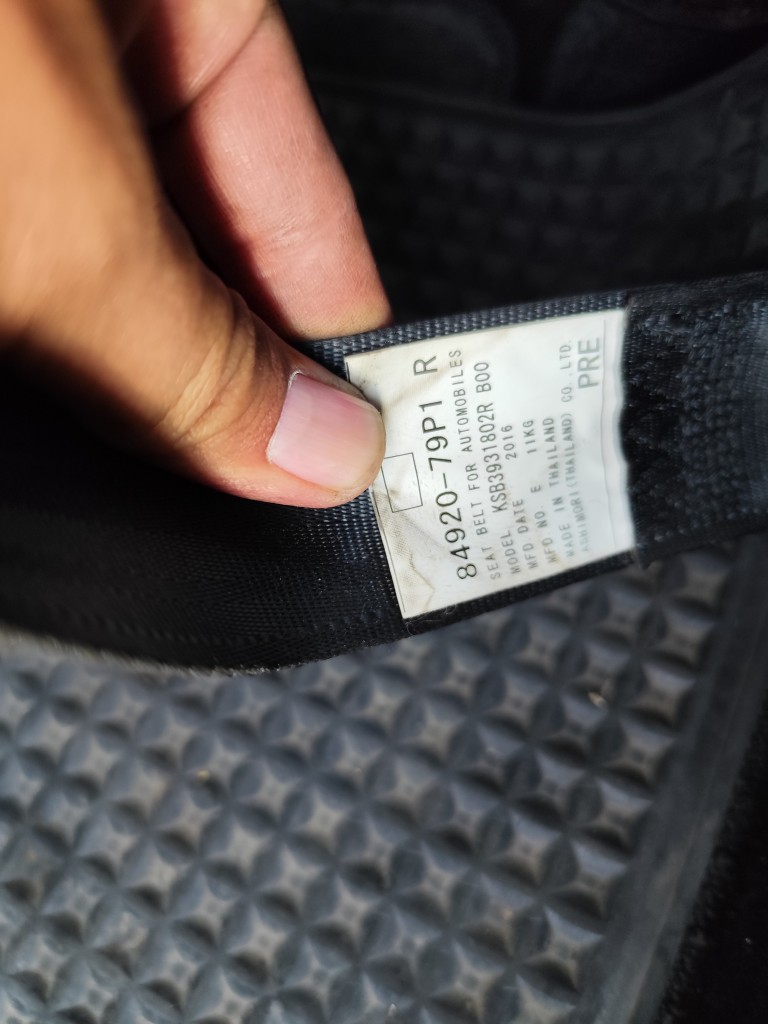 84920-79P1 R
SEAT BELT FOR AUTOMOBILES
MODEL KSB3931802R B00
MFD DATE 2016
MFD NO. E 11KG
MADE IN THAILAND
ASHIMORI(THAILAND) CO.,LTD.
PRE